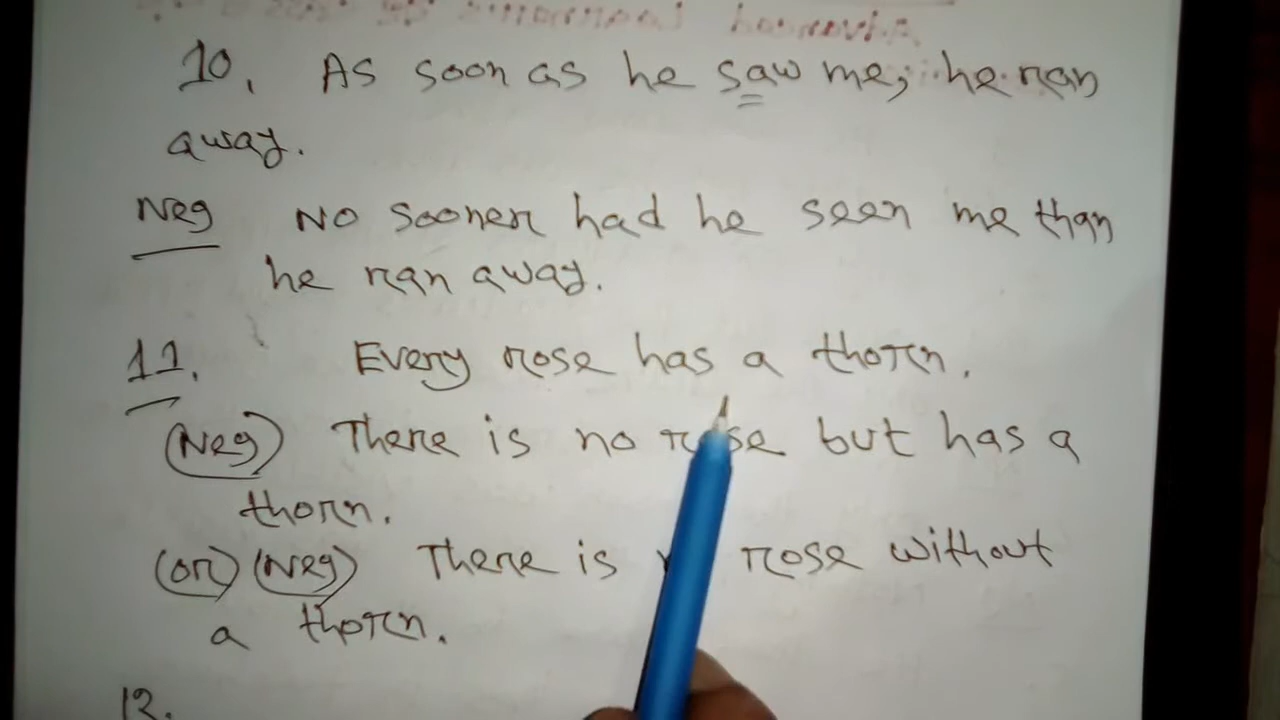 10. As soon as he saw me, he ran
away.
Neg No sooner had he seen me than
he ran away.
11. Every rose has a thorn.
(Neg) There is no rose but has a
thorn.
(or) (Neg) There is rose without
a thorn.
12.